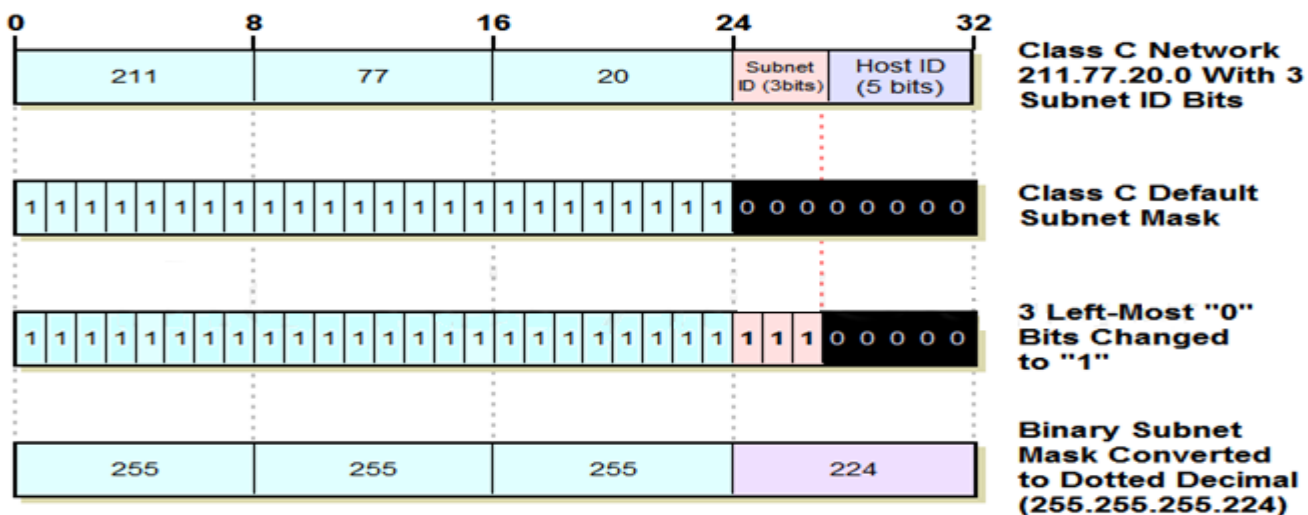 0 8 16 24 32
211 77 20 Subnet ID (3bits) Host ID (5 bits)
Class C Network
211.77.20.0 With 3
Subnet ID Bits
1 1 1 1 1 1 1 1 1 1 1 1 1 1 1 1 1 1 1 1 1 1 1 1 0 0 0 0 0 0 0 0
Class C Default
Subnet Mask
1 1 1 1 1 1 1 1 1 1 1 1 1 1 1 1 1 1 1 1 1 1 1 1 1 1 1 0 0 0 0 0
3 Left-Most "0"
Bits Changed
to "1"
255 255 255 224
Binary Subnet
Mask Converted
to Dotted Decimal
(255.255.255.224)